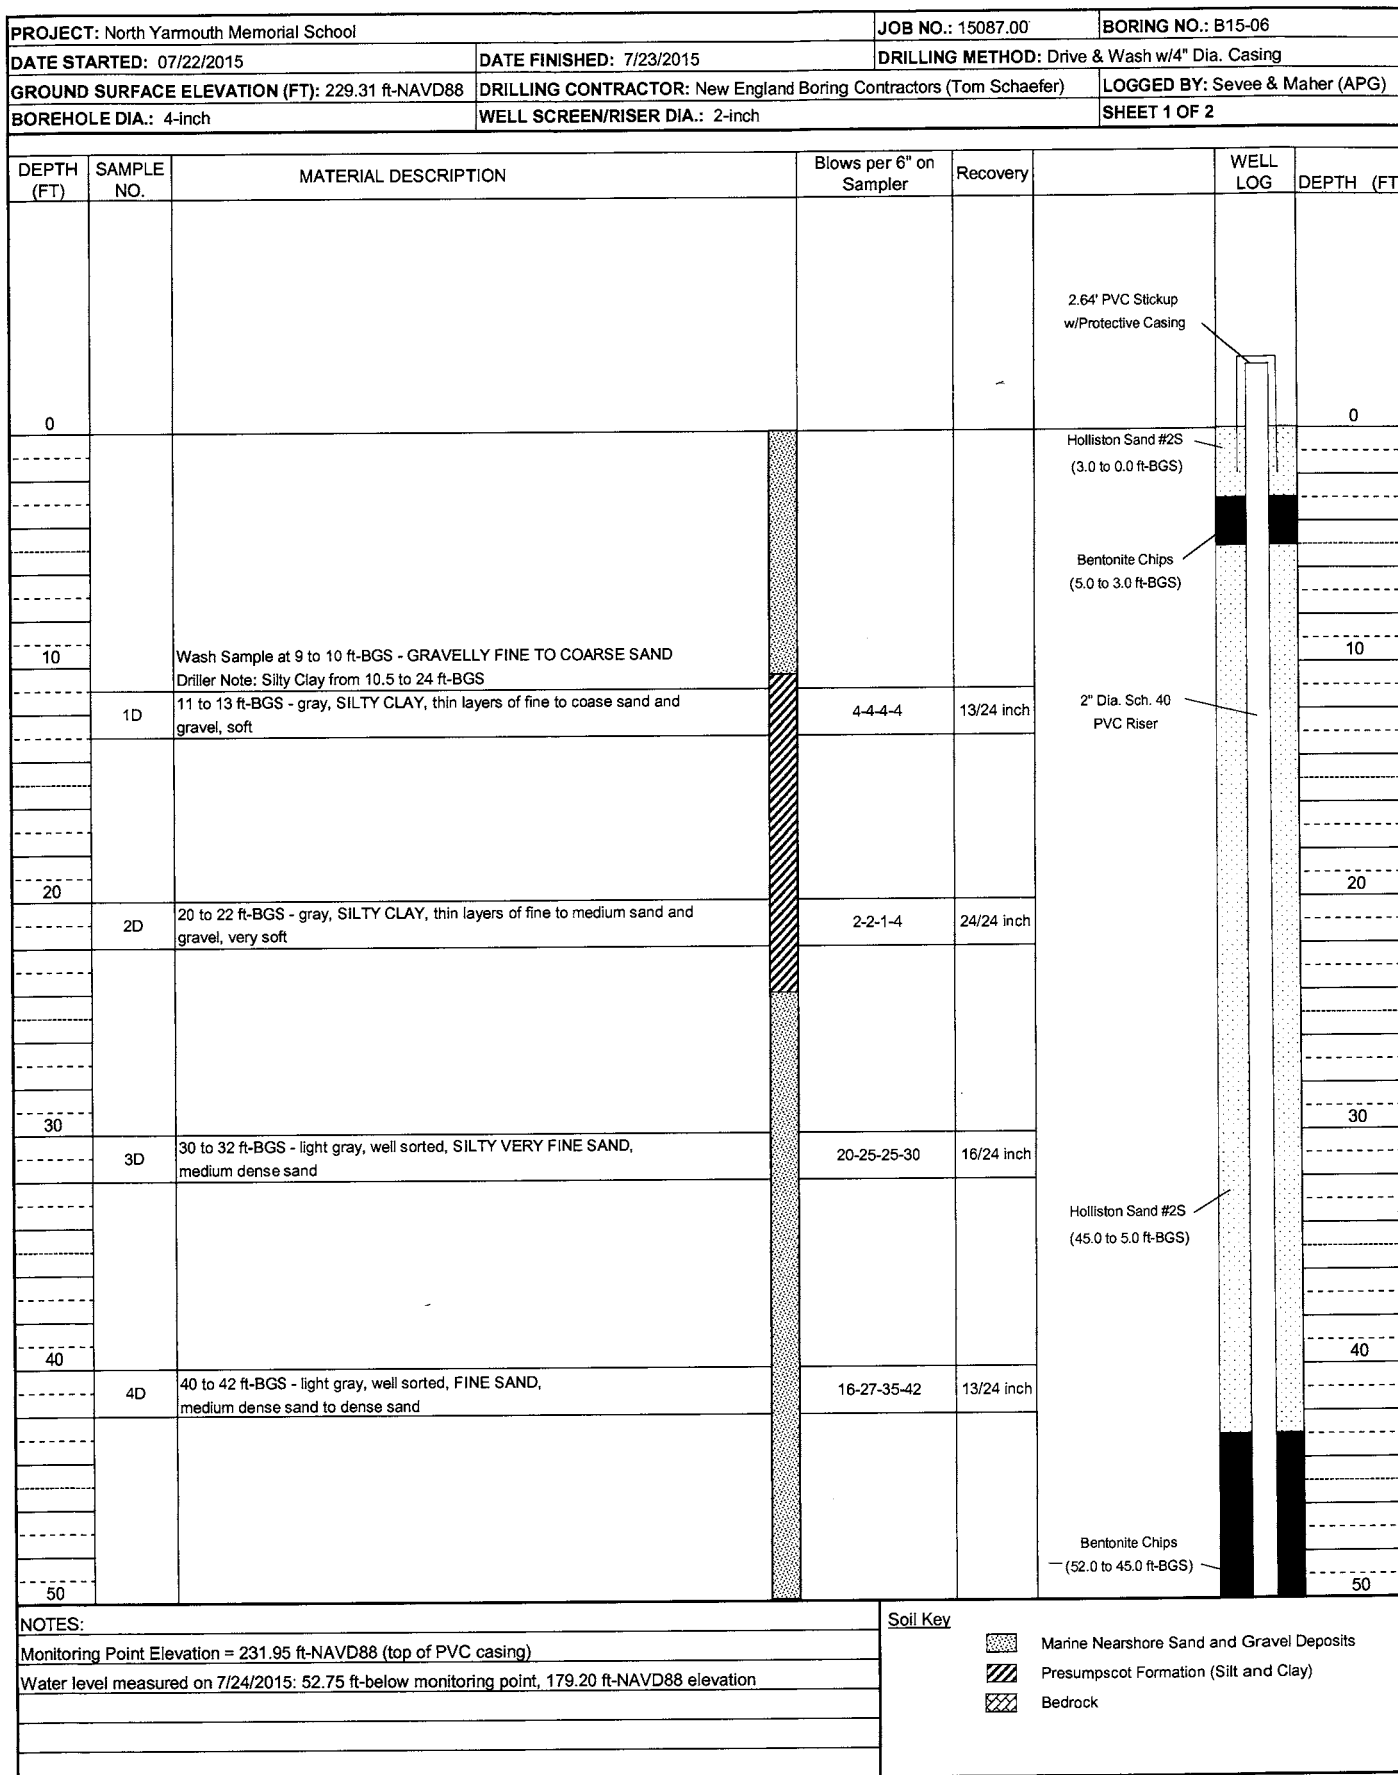 PROJECT: North Yarmouth Memorial School JOB NO.: 15087.00 BORING NO.: B15-06
DATE STARTED: 07/22/2015 DATE FINISHED: 7/23/2015 DRILLING METHOD: Drive & Wash w/4" Dia. Casing
GROUND SURFACE ELEVATION (FT): 229.31 ft-NAVD88 DRILLING CONTRACTOR: New England Boring Contractors (Tom Schaefer) LOGGED BY: Sevee & Maher (APG)
BOREHOLE DIA.: 4-inch WELL SCREEN/RISER DIA.: 2-inch SHEET 1 OF 2
DEPTH (FT) SAMPLE NO. MATERIAL DESCRIPTION Blows per 6" on Sampler Recovery WELL LOG DEPTH (FT
2.64' PVC Stickup
w/Protective Casing
0 0
Holliston Sand #2S
(3.0 to 0.0 ft-BGS)
Bentonite Chips
(5.0 to 3.0 ft-BGS)
10 Wash Sample at 9 to 10 ft-BGS - GRAVELLY FINE TO COARSE SAND 10
Driller Note: Silty Clay from 10.5 to 24 ft-BGS
1D 11 to 13 ft-BGS - gray, SILTY CLAY, thin layers of fine to coase sand and
gravel, soft 4-4-4-4 13/24 inch
2" Dia. Sch. 40
PVC Riser
20 20
2D 20 to 22 ft-BGS - gray, SILTY CLAY, thin layers of fine to medium sand and
gravel, very soft 2-2-1-4 24/24 inch
30 30
3D 30 to 32 ft-BGS - light gray, well sorted, SILTY VERY FINE SAND,
medium dense sand 20-25-25-30 16/24 inch
Holliston Sand #2S
(45.0 to 5.0 ft-BGS)
40 40
4D 40 to 42 ft-BGS - light gray, well sorted, FINE SAND,
medium dense sand to dense sand 16-27-35-42 13/24 inch
Bentonite Chips
(52.0 to 45.0 ft-BGS)
50 50
NOTES:
Monitoring Point Elevation = 231.95 ft-NAVD88 (top of PVC casing)
Water level measured on 7/24/2015: 52.75 ft-below monitoring point, 179.20 ft-NAVD88 elevation
Soil Key
Marine Nearshore Sand and Gravel Deposits
Presumpscot Formation (Silt and Clay)
Bedrock